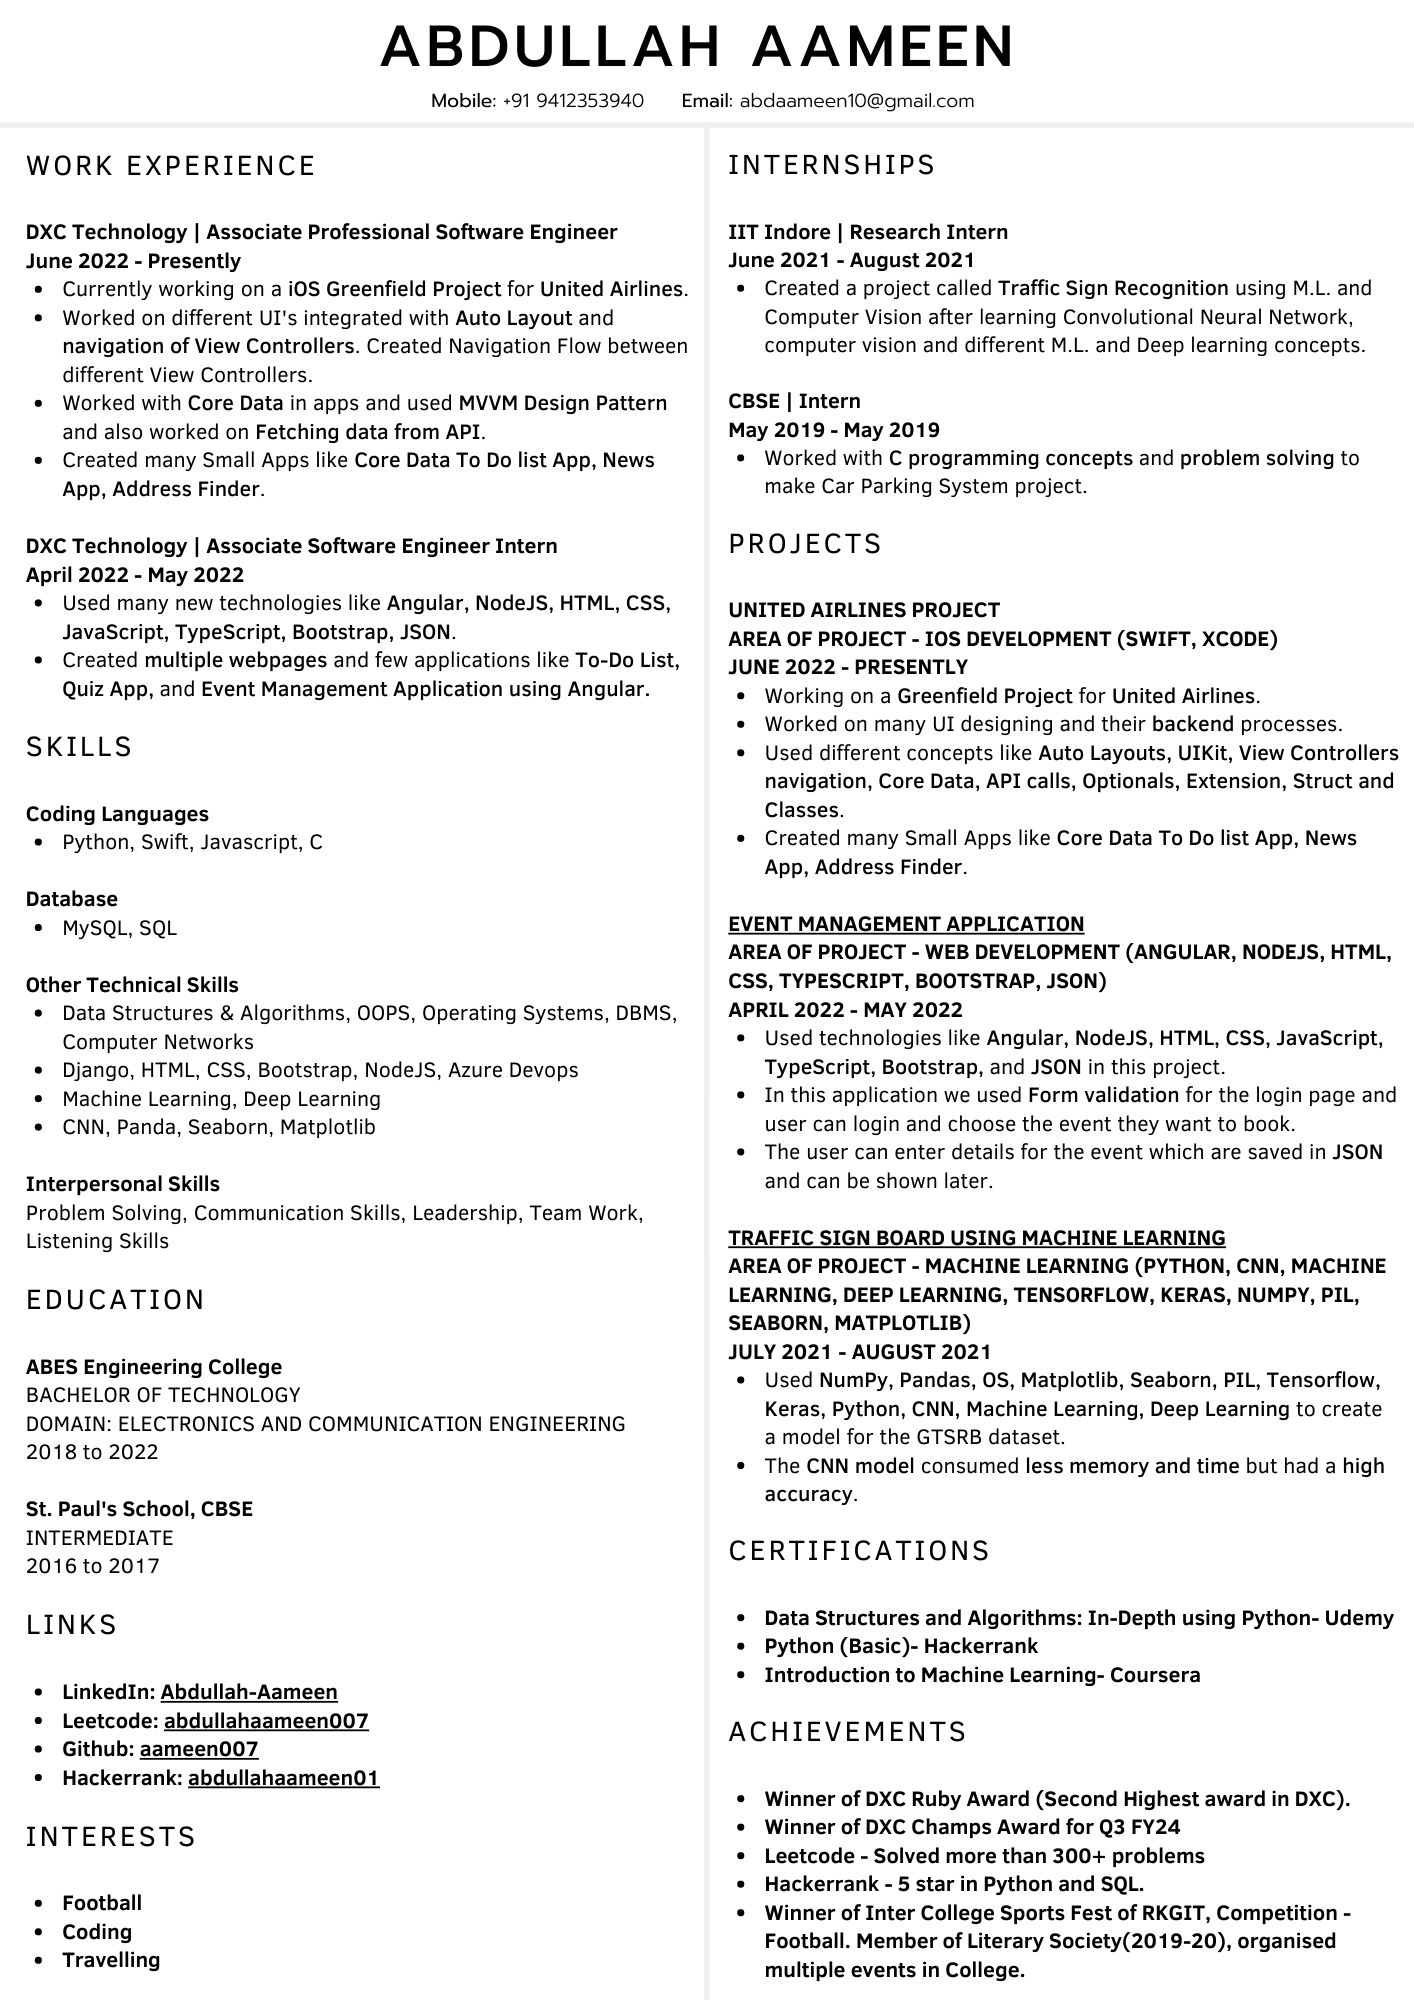 ABDULLAH AAMEEN
Mobile: +91 9412353940 Email: abdaameen10@gmail.com
WORK EXPERIENCE
DXC Technology | Associate Professional Software Engineer
June 2022 - Presently
• Currently working on a iOS Greenfield Project for United Airlines.
• Worked on different UI's integrated with Auto Layout and
navigation of View Controllers. Created Navigation Flow between
different View Controllers.
• Worked with Core Data in apps and used MVVM Design Pattern
and also worked on Fetching data from API.
• Created many Small Apps like Core Data To Do list App, News
App, Address Finder.
DXC Technology | Associate Software Engineer Intern
April 2022 - May 2022
• Used many new technologies like Angular, NodeJS, HTML, CSS,
JavaScript, TypeScript, Bootstrap, JSON.
• Created multiple webpages and few applications like To-Do List,
Quiz App, and Event Management Application using Angular.
SKILLS
Coding Languages
• Python, Swift, Javascript, C
Database
• MySQL, SQL
Other Technical Skills
• Data Structures & Algorithms, OOPS, Operating Systems, DBMS,
Computer Networks
• Django, HTML, CSS, Bootstrap, NodeJS, Azure Devops
• Machine Learning, Deep Learning
• CNN, Panda, Seaborn, Matplotlib
Interpersonal Skills
Problem Solving, Communication Skills, Leadership, Team Work,
Listening Skills
EDUCATION
ABES Engineering College
BACHELOR OF TECHNOLOGY
DOMAIN: ELECTRONICS AND COMMUNICATION ENGINEERING
2018 to 2022
St. Paul's School, CBSE
INTERMEDIATE
2016 to 2017
LINKS
• LinkedIn: Abdullah-Aameen
• Leetcode: abdullahaameen007
• Github: aameen007
• Hackerrank: abdullahaameen01
INTERESTS
• Football
• Coding
• Travelling
INTERNSHIPS
IIT Indore | Research Intern
June 2021 - August 2021
• Created a project called Traffic Sign Recognition using M.L. and
Computer Vision after learning Convolutional Neural Network,
computer vision and different M.L. and Deep learning concepts.
CBSE | Intern
May 2019 - May 2019
• Worked with C programming concepts and problem solving to
make Car Parking System project.
PROJECTS
UNITED AIRLINES PROJECT
AREA OF PROJECT - IOS DEVELOPMENT (SWIFT, XCODE)
JUNE 2022 - PRESENTLY
• Working on a Greenfield Project for United Airlines.
• Worked on many UI designing and their backend processes.
• Used different concepts like Auto Layouts, UIKit, View Controllers
navigation, Core Data, API calls, Optionals, Extension, Struct and
Classes.
• Created many Small Apps like Core Data To Do list App, News
App, Address Finder.
EVENT MANAGEMENT APPLICATION
AREA OF PROJECT - WEB DEVELOPMENT (ANGULAR, NODEJS, HTML,
CSS, TYPESCRIPT, BOOTSTRAP, JSON)
APRIL 2022 - MAY 2022
• Used technologies like Angular, NodeJS, HTML, CSS, JavaScript,
TypeScript, Bootstrap, and JSON in this project.
• In this application we used Form validation for the login page and
user can login and choose the event they want to book.
• The user can enter details for the event which are saved in JSON
and can be shown later.
TRAFFIC SIGN BOARD USING MACHINE LEARNING
AREA OF PROJECT - MACHINE LEARNING (PYTHON, CNN, MACHINE
LEARNING, DEEP LEARNING, TENSORFLOW, KERAS, NUMPY, PIL,
SEABORN, MATPLOTLIB)
JULY 2021 - AUGUST 2021
• Used NumPy, Pandas, OS, Matplotlib, Seaborn, PIL, Tensorflow,
Keras, Python, CNN, Machine Learning, Deep Learning to create
a model for the GTSRB dataset.
• The CNN model consumed less memory and time but had a high
accuracy.
CERTIFICATIONS
• Data Structures and Algorithms: In-Depth using Python- Udemy
• Python (Basic)- Hackerrank
• Introduction to Machine Learning- Coursera
ACHIEVEMENTS
• Winner of DXC Ruby Award (Second Highest award in DXC).
• Winner of DXC Champs Award for Q3 FY24
• Leetcode - Solved more than 300+ problems
• Hackerrank - 5 star in Python and SQL.
• Winner of Inter College Sports Fest of RKGIT, Competition -
Football. Member of Literary Society(2019-20), organised
multiple events in College.